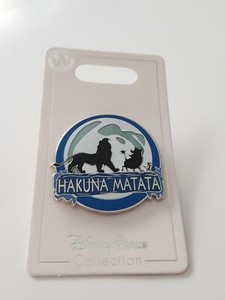 HAKUNA MATATA
Disney Parks
Collection